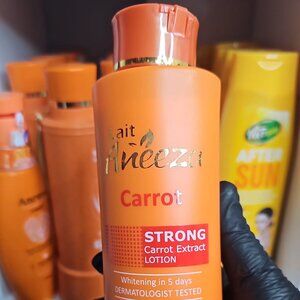 Lait
Aneeza
Carrot
STRONG
Carrot Extract
LOTION
Whitening in 5 days
DERMATOLOGIST TESTED
AFTER
SUN